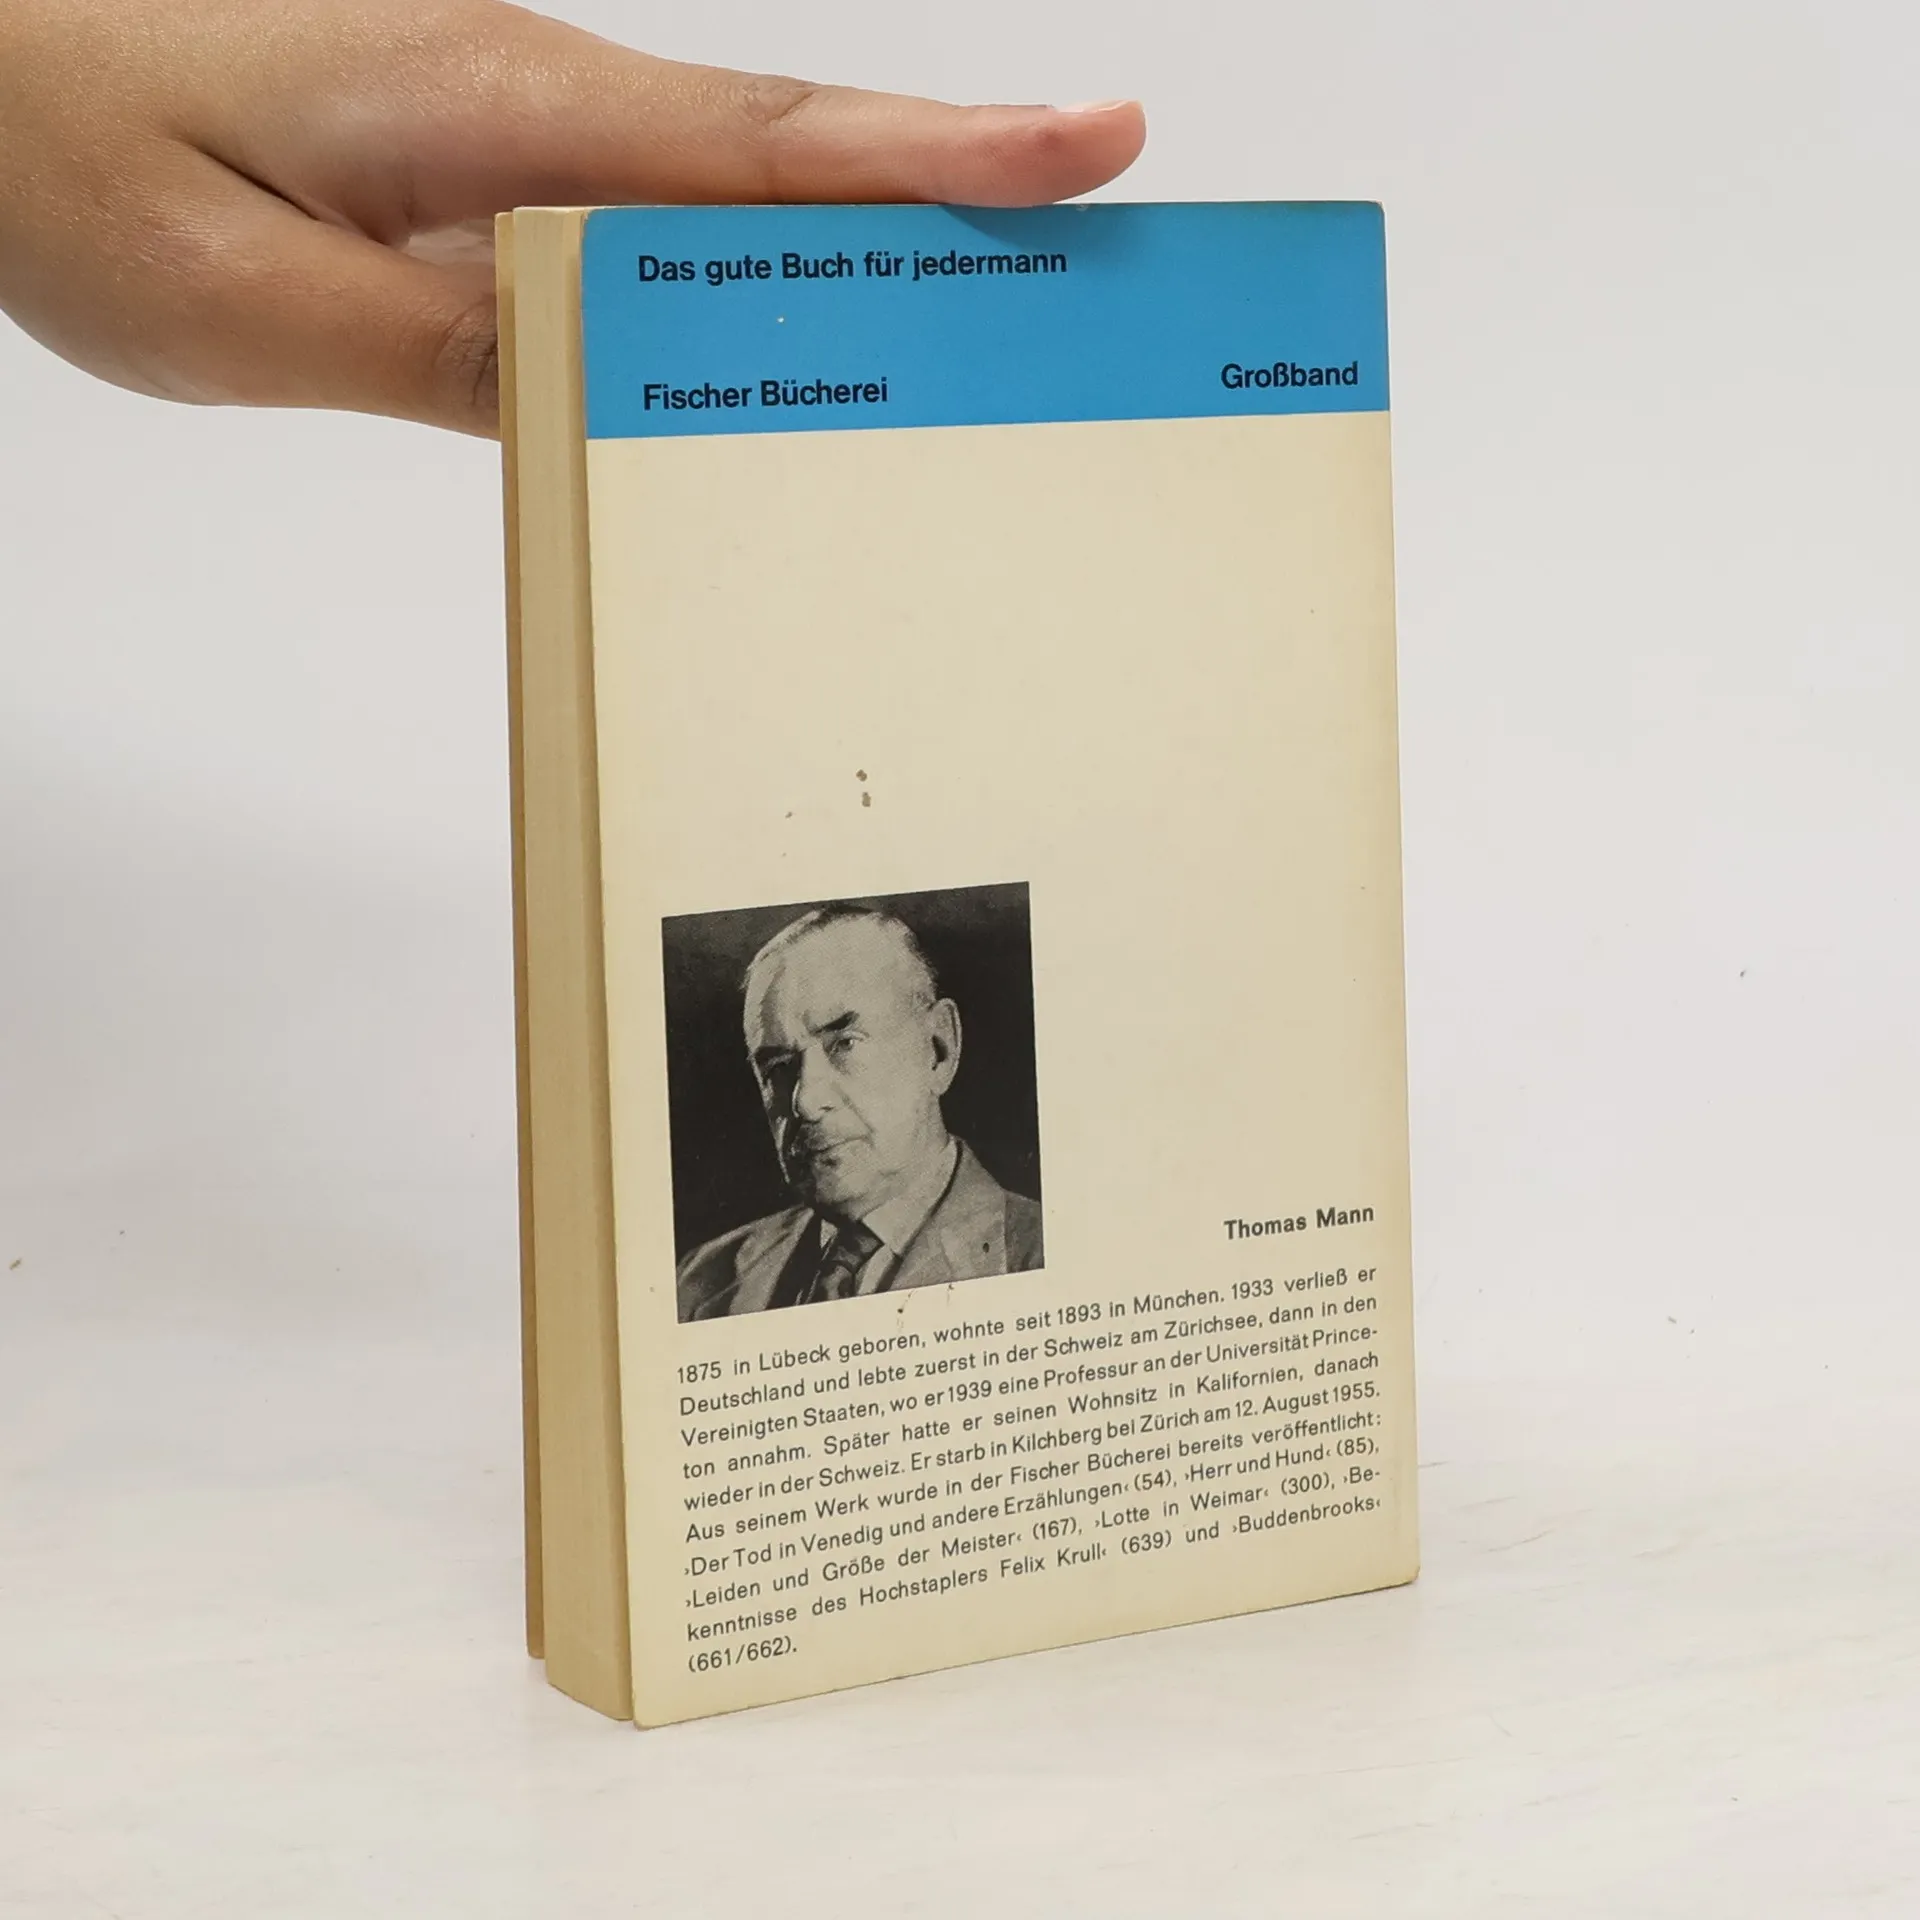 Das gute Buch für jedermann
Fischer Bücherei
Großband
Thomas Mann
1875 in Lübeck geboren, wohnte seit 1893 in München. 1933 verließ er
Deutschland und lebte zuerst in der Schweiz am Zürichsee, dann in den
Vereinigten Staaten, wo er 1939 eine Professur an der Universität Prince-
ton annahm. Später hatte er seinen Wohnsitz in Kalifornien, danach
wieder in der Schweiz. Er starb in Kilchberg bei Zürich am 12. August 1955.
Aus seinem Werk wurde in der Fischer Bücherei bereits veröffentlicht:
›Der Tod in Venedig und andere Erzählungen‹ (54), ›Herr und Hund‹ (85),
›Leiden und Größe der Meister‹ (167), ›Lotte in Weimar‹ (300), ›Be-
kenntnisse des Hochstaplers Felix Krull‹ (639) und ›Buddenbrooks‹
(661/662).